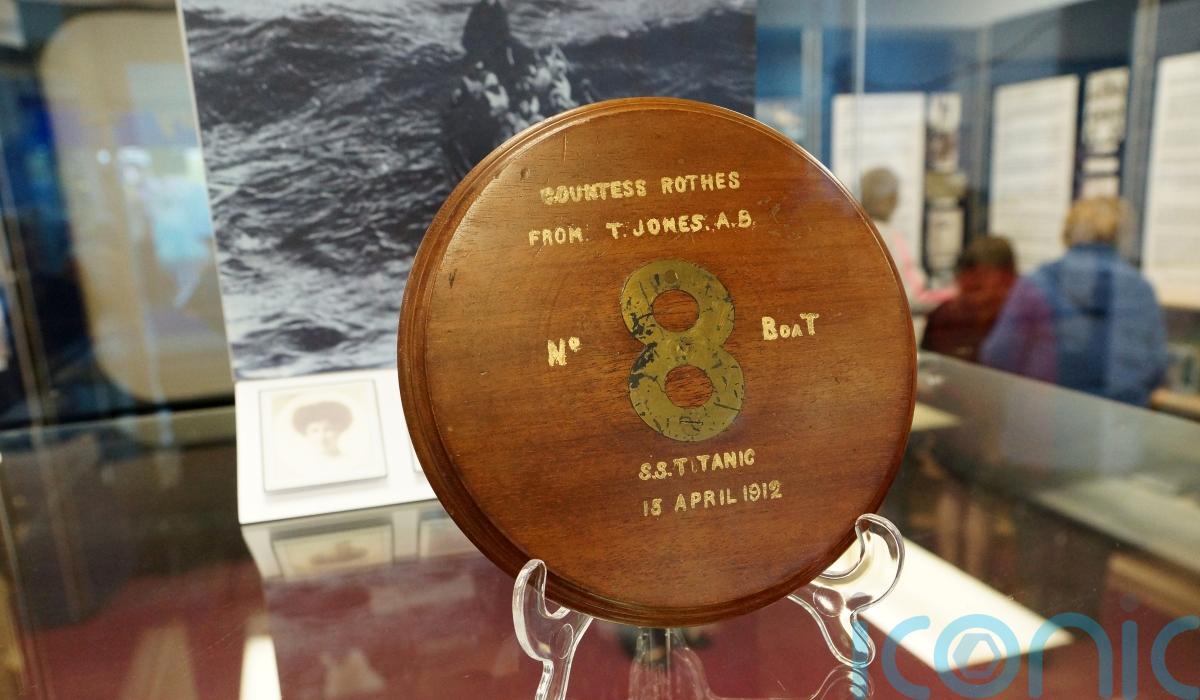 COUNTESS ROTHES
FROM T. JONES. A.B.
Nº 8 BOAT
S.S. TITANIC
15 APRIL 1912
iconic